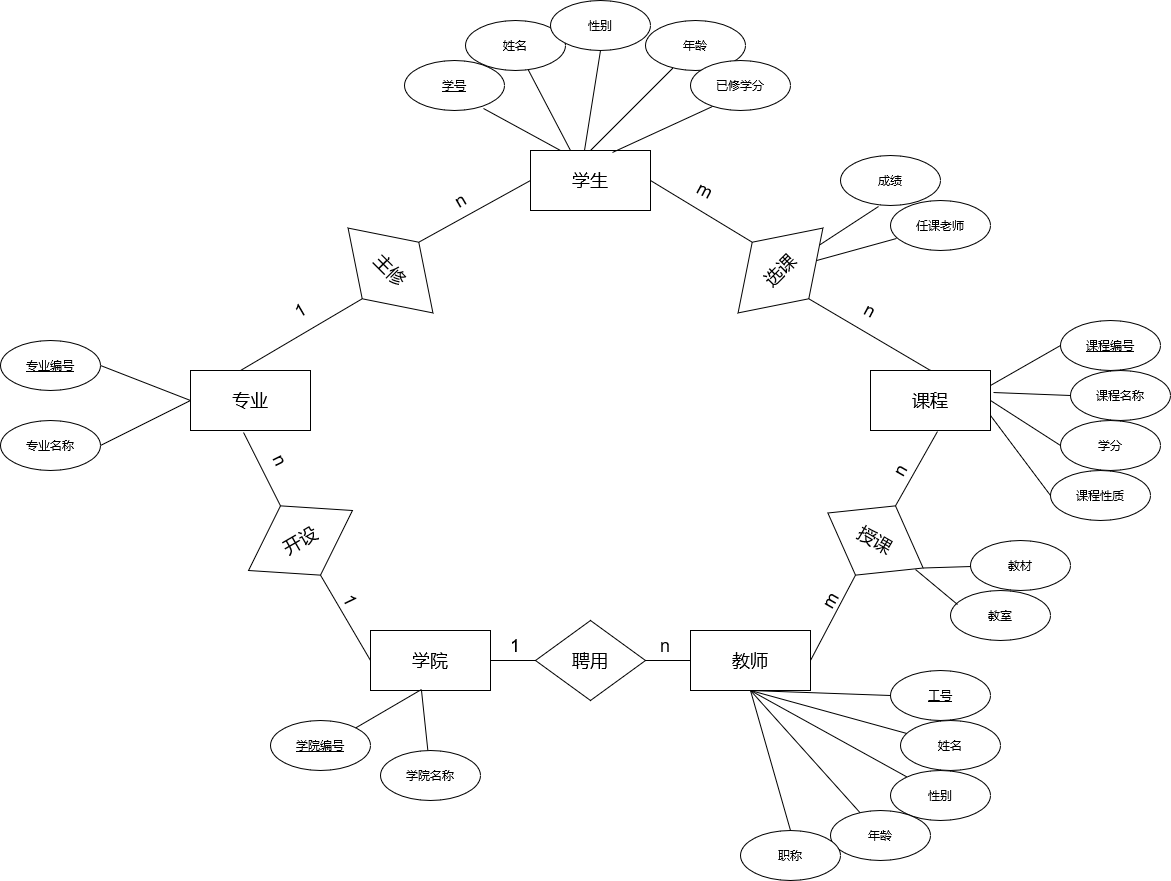 性别
姓名
年龄
学号
已修学分
学生
成绩
m
n
任课老师
主修
选课
1
n
课程编号
专业编号
专业
课程
课程名称
专业名称
学分
n
n
课程性质
开设
授课
教材
1
m
教室
1
n
学院
聘用
教师
工号
学院编号
姓名
学院名称
性别
年龄
职称